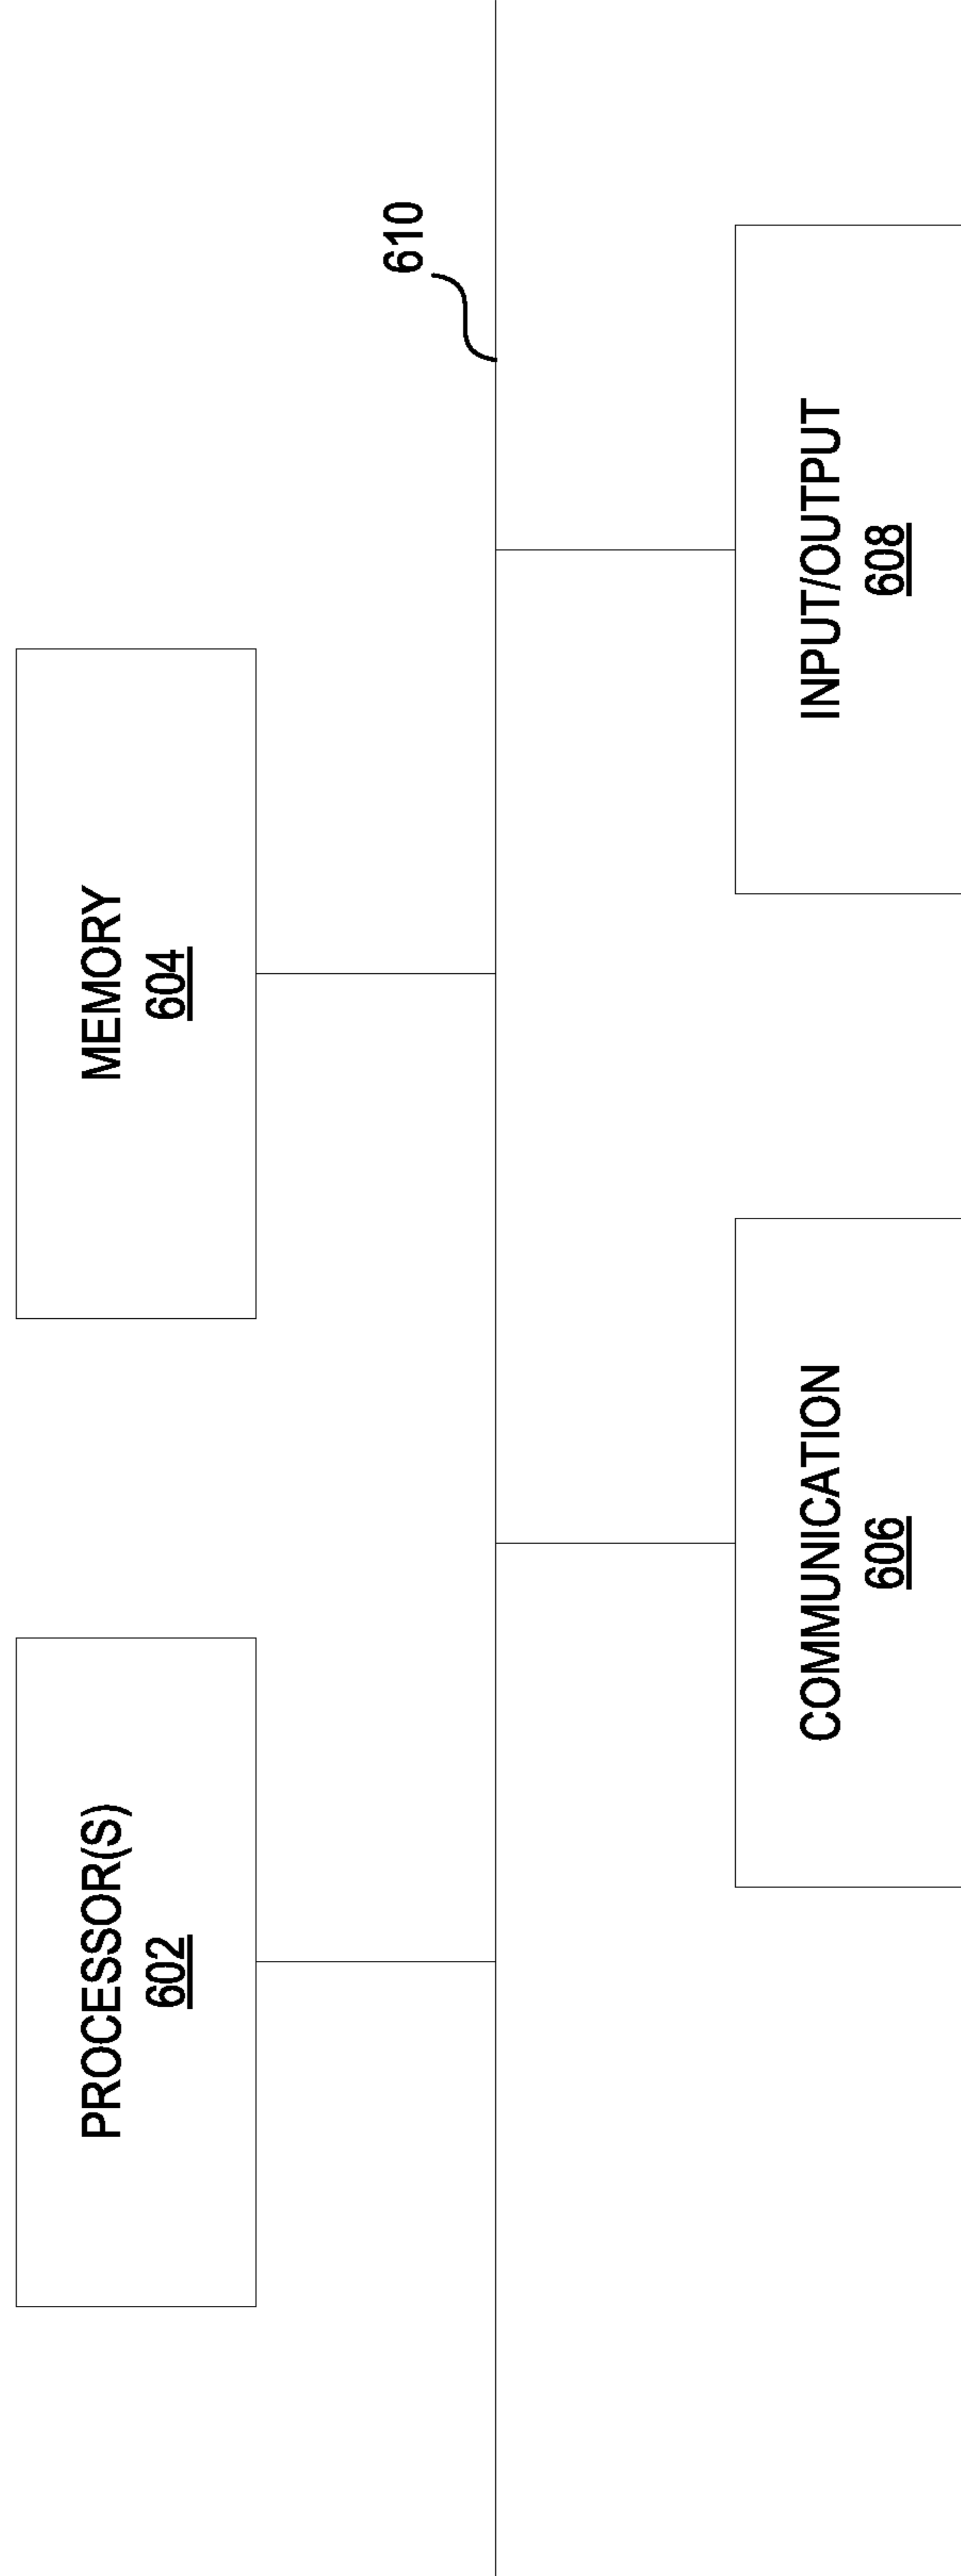 PROCESSOR(S)
602
MEMORY
604
610
COMMUNICATION
606
INPUT/OUTPUT
608